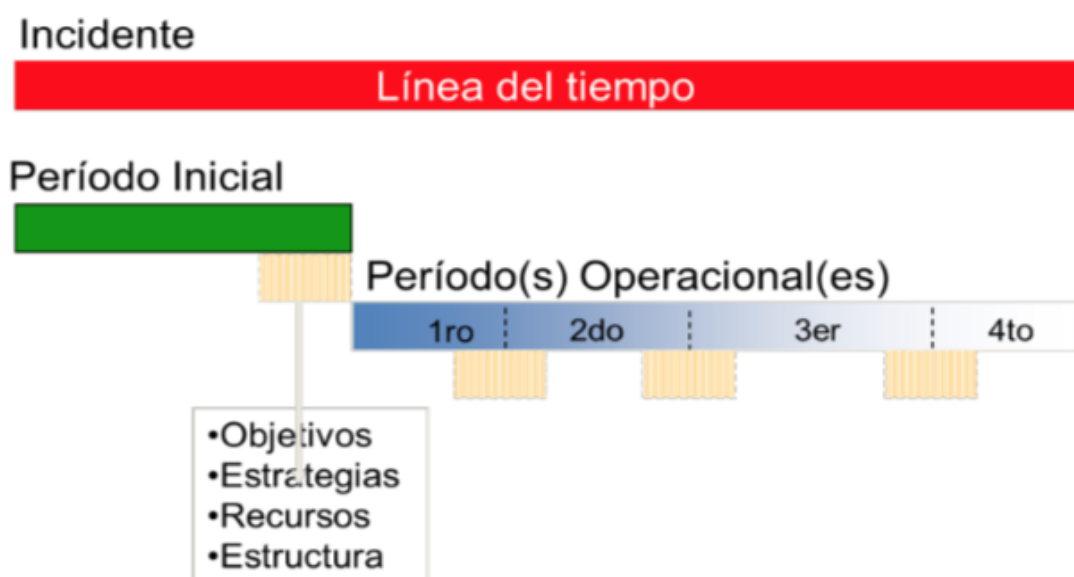 Incidente
Línea del tiempo
Período Inicial
Período(s) Operacional(es)
1ro 2do 3er 4to
•Objetivos
•Estrategias
•Recursos
•Estructura